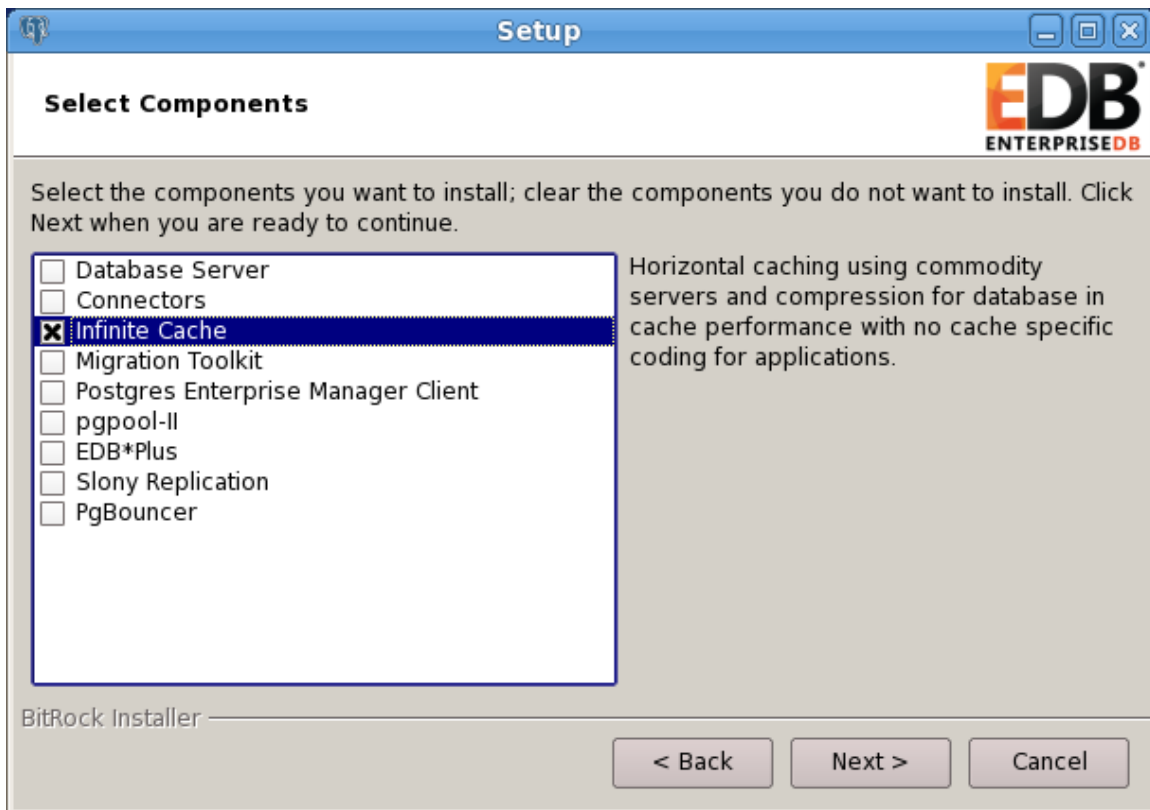 Setup
Select Components
EDB
ENTERPRISEDB
Select the components you want to install; clear the components you do not want to install. Click
Next when you are ready to continue.
Database Server
Connectors
Infinite Cache
Migration Toolkit
Postgres Enterprise Manager Client
pgpool-II
EDB*Plus
Slony Replication
PgBouncer
Horizontal caching using commodity
servers and compression for database in
cache performance with no cache specific
coding for applications.
BitRock Installer
< Back
Next >
Cancel